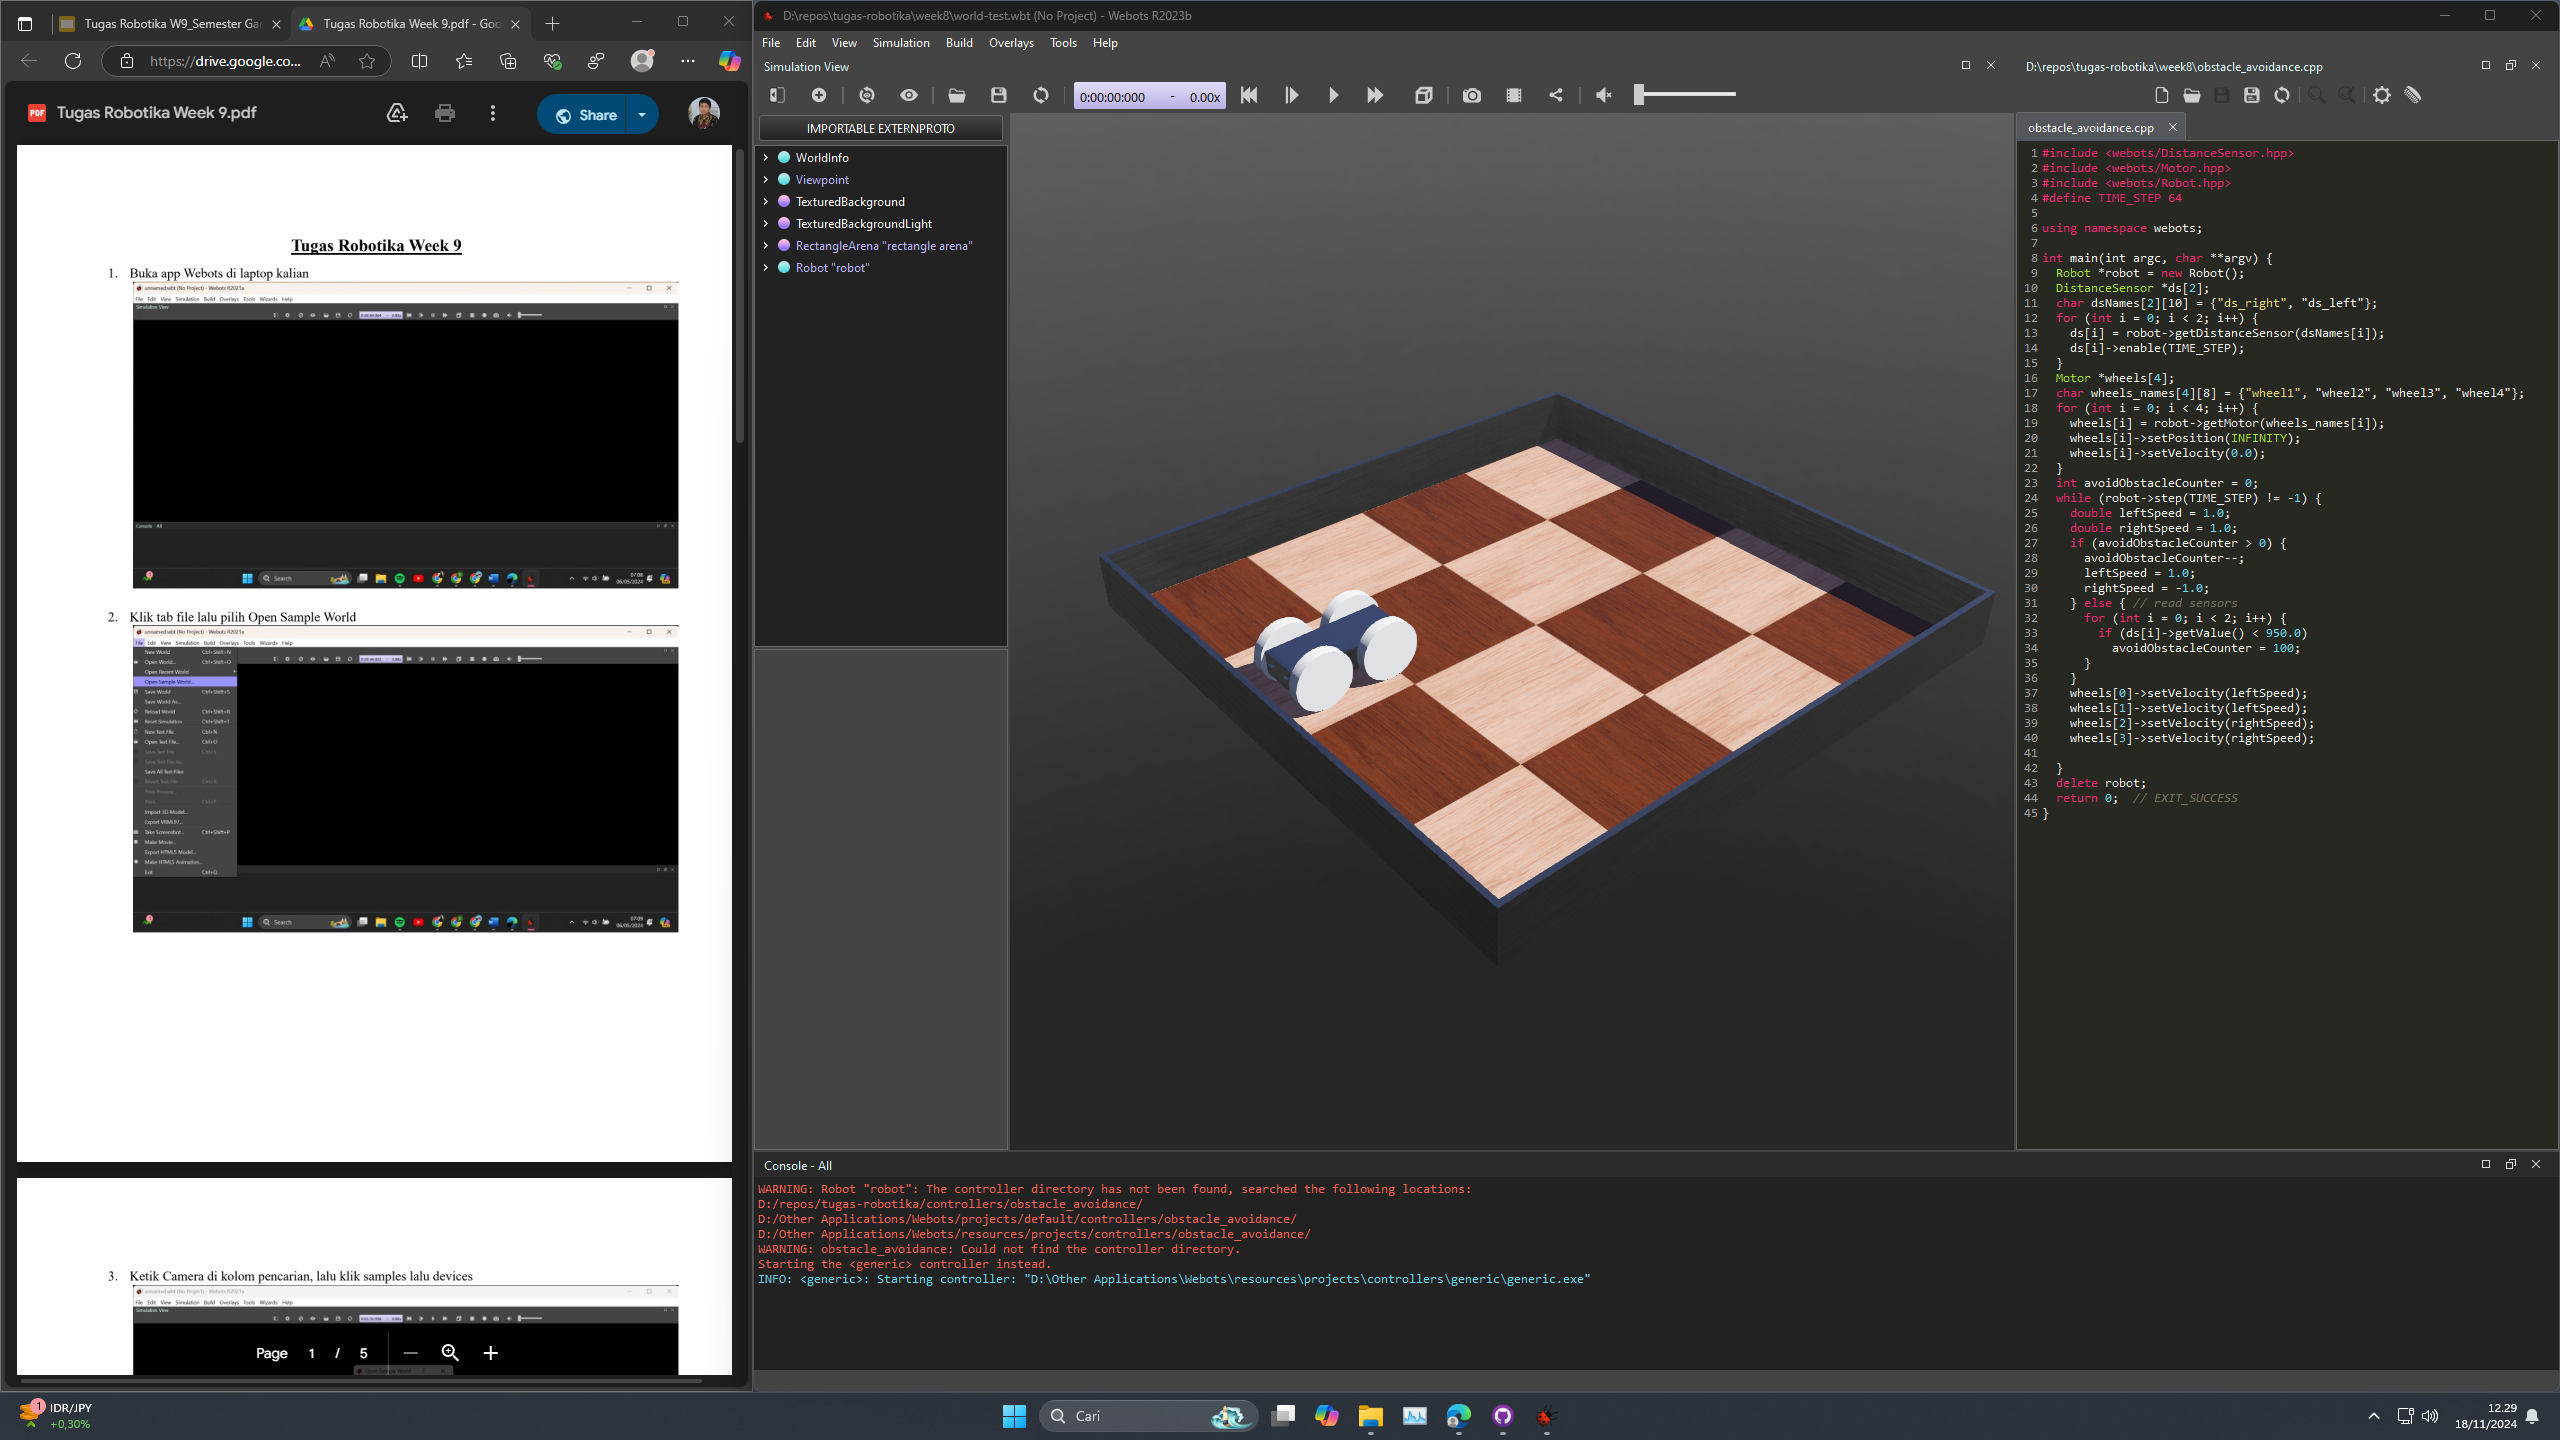 Tugas Robotika W9_Semester Gar
Tugas Robotika Week 9.pdf - Goo
https://drive.google.co...
Tugas Robotika Week 9.pdf
Share
Tugas Robotika Week 9
1. Buka app Webots di laptop kalian
2. Klik tab file lalu pilih Open Sample World
3. Ketik Camera di kolom pencarian, lalu klik samples lalu devices
Page 1 / 5
D:\repos\tugas-robotika\week8\world-test.wbt (No Project) - Webots R2023b
File Edit View Simulation Build Overlays Tools Help
Simulation View
0:00:00:000 - 0.00x
IMPORTABLE EXTERNPROTO
WorldInfo
Viewpoint
TexturedBackground
TexturedBackgroundLight
RectangleArena "rectangle arena"
Robot "robot"
D:\repos\tugas-robotika\week8\obstacle_avoidance.cpp
obstacle_avoidance.cpp
1 #include <webots/DistanceSensor.hpp>
2 #include <webots/Motor.hpp>
3 #include <webots/Robot.hpp>
4 #define TIME_STEP 64
5
6 using namespace webots;
7
8 int main(int argc, char **argv) {
9 Robot *robot = new Robot();
10 DistanceSensor *ds[2];
11 char dsNames[2][10] = {"ds_right", "ds_left"};
12 for (int i = 0; i < 2; i++) {
13 ds[i] = robot->getDistanceSensor(dsNames[i]);
14 ds[i]->enable(TIME_STEP);
15 }
16 Motor *wheels[4];
17 char wheels_names[4][8] = {"wheel1", "wheel2", "wheel3", "wheel4"};
18 for (int i = 0; i < 4; i++) {
19 wheels[i] = robot->getMotor(wheels_names[i]);
20 wheels[i]->setPosition(INFINITY);
21 wheels[i]->setVelocity(0.0);
22 }
23 int avoidObstacleCounter = 0;
24 while (robot->step(TIME_STEP) != -1) {
25 double leftSpeed = 1.0;
26 double rightSpeed = 1.0;
27 if (avoidObstacleCounter > 0) {
28 avoidObstacleCounter--;
29 leftSpeed = 1.0;
30 rightSpeed = -1.0;
31 } else { // read sensors
32 for (int i = 0; i < 2; i++) {
33 if (ds[i]->getValue() < 950.0)
34 avoidObstacleCounter = 100;
35 }
36 }
37 wheels[0]->setVelocity(leftSpeed);
38 wheels[1]->setVelocity(leftSpeed);
39 wheels[2]->setVelocity(rightSpeed);
40 wheels[3]->setVelocity(rightSpeed);
41
42 }
43 delete robot;
44 return 0; // EXIT_SUCCESS
45 }
Console - All
WARNING: Robot "robot": The controller directory has not been found, searched the following locations:
D:/repos/tugas-robotika/controllers/obstacle_avoidance/
D:/Other Applications/Webots/projects/default/controllers/obstacle_avoidance/
D:/Other Applications/Webots/resources/projects/controllers/obstacle_avoidance/
WARNING: obstacle_avoidance: Could not find the controller directory.
Starting the <generic> controller instead.
INFO: <generic>: Starting controller: "D:\Other Applications\Webots\resources\projects\controllers\generic\generic.exe"
1
IDR/JPY
+0,30%
Cari
12.29
18/11/2024